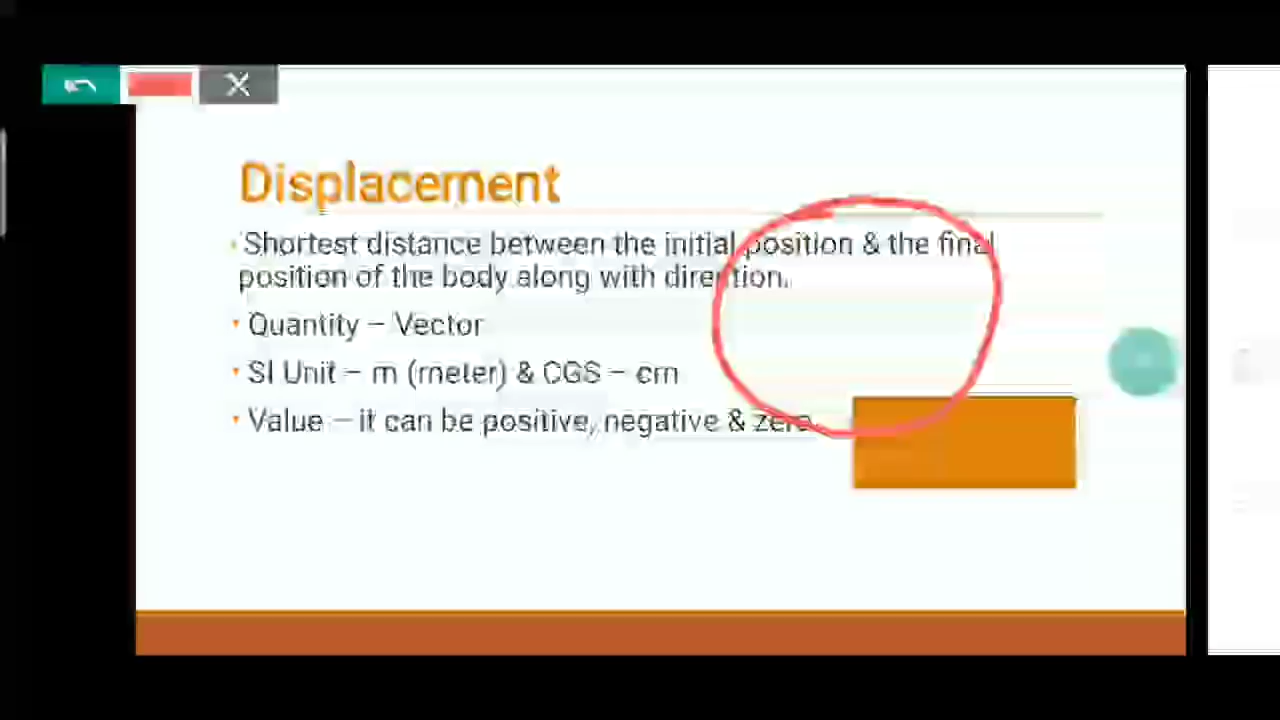 Displacement
Shortest distance between the initial position & the final
position of the body along with direction.
• Quantity – Vector
• SI Unit – m (meter) & CGS – cm
• Value – it can be positive, negative & zero.